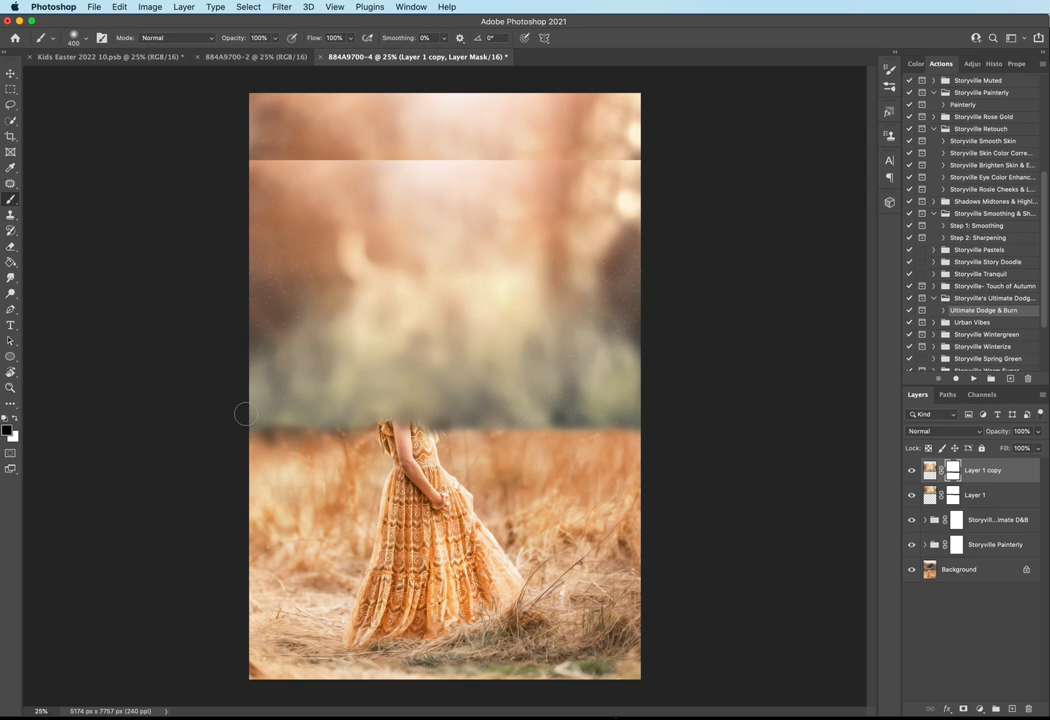 Photoshop File Edit Image Layer Type Select Filter 3D View Plugins Window Help
Adobe Photoshop 2021
400 Mode: Normal Opacity: 100% Flow: 100% Smoothing: 0% 0°
Kids Easter 2022 10.psb @ 25% (RGB/16) * 884A9700-2 @ 25% (RGB/16) 884A9700-4 @ 25% (Layer 1 copy, Layer Mask/16) *
Color Actions Adjus Histo Prope
Storyville Muted
Storyville Painterly
Painterly
Storyville Rose Gold
Storyville Retouch
Storyville Smooth Skin
Storyville Skin Color Corre...
Storyville Brighten Skin & E...
Storyville Eye Color Enhanc...
Storyville Rosie Cheeks & L...
Shadows Midtones & Highl...
Storyville Smoothing & Sh...
Step 1: Smoothing
Step 2: Sharpening
Storyville Pastels
Storyville Story Doodle
Storyville Tranquil
Storyville- Touch of Autumn
Storyville's Ultimate Dodg...
Ultimate Dodge & Burn
Urban Vibes
Storyville Wintergreen
Storyville Winterize
Storyville Spring Green
Layers Paths Channels
Kind
Normal Opacity: 100%
Lock: Fill: 100%
Layer 1 copy
Layer 1
Storyvill...imate D&B
Storyville Painterly
Background
25% 5174 px x 7757 px (240 ppi)